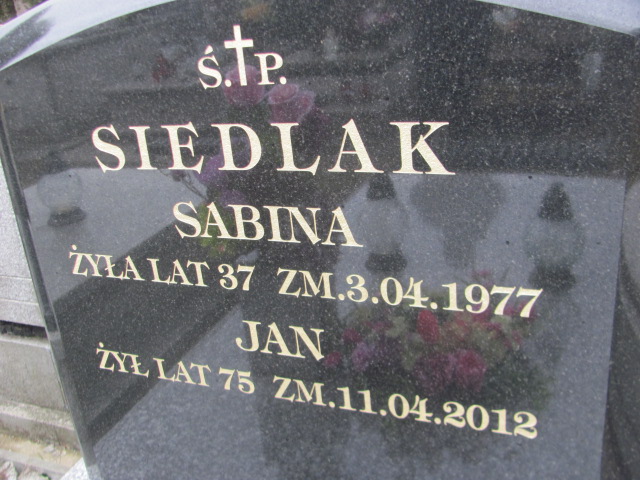 Ś.†P.
SIEDLAK
SABINA
ŻYŁA LAT 37 ZM.3.04.1977
JAN
ŻYŁ LAT 75 ZM.11.04.2012